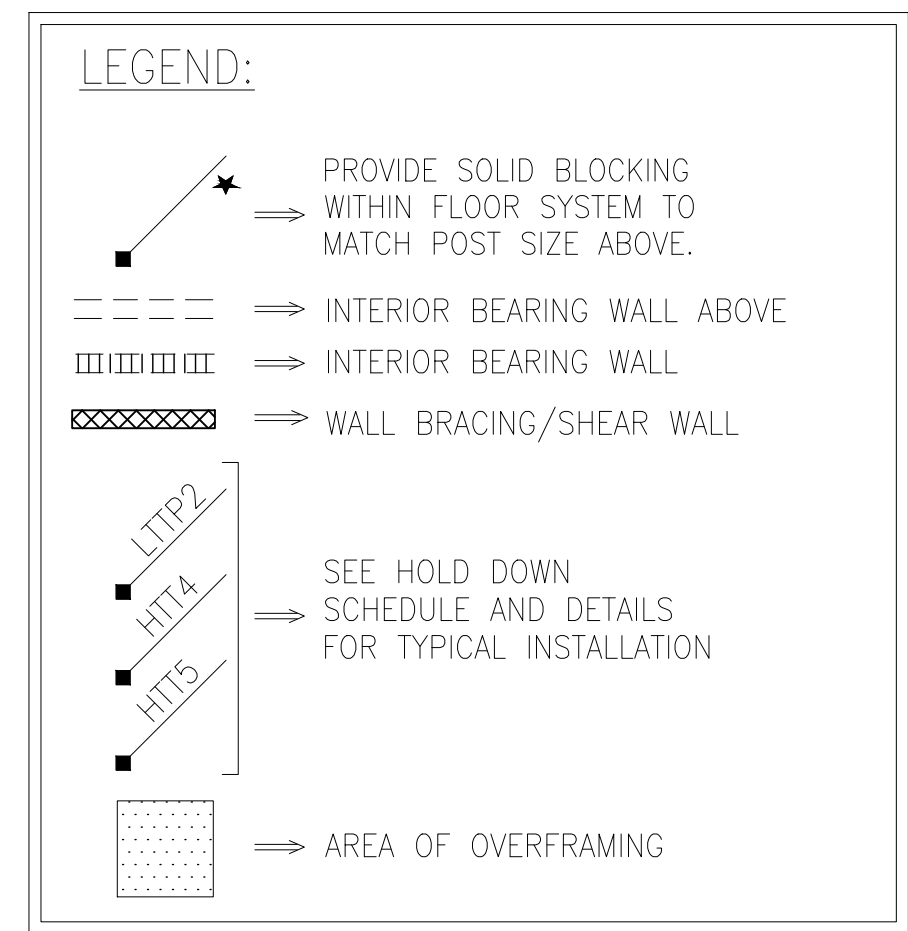 LEGEND:
PROVIDE SOLID BLOCKING
WITHIN FLOOR SYSTEM TO
MATCH POST SIZE ABOVE.
INTERIOR BEARING WALL ABOVE
INTERIOR BEARING WALL
WALL BRACING/SHEAR WALL
LTTP2
HTT4
HTT5
SEE HOLD DOWN
SCHEDULE AND DETAILS
FOR TYPICAL INSTALLATION
AREA OF OVERFRAMING